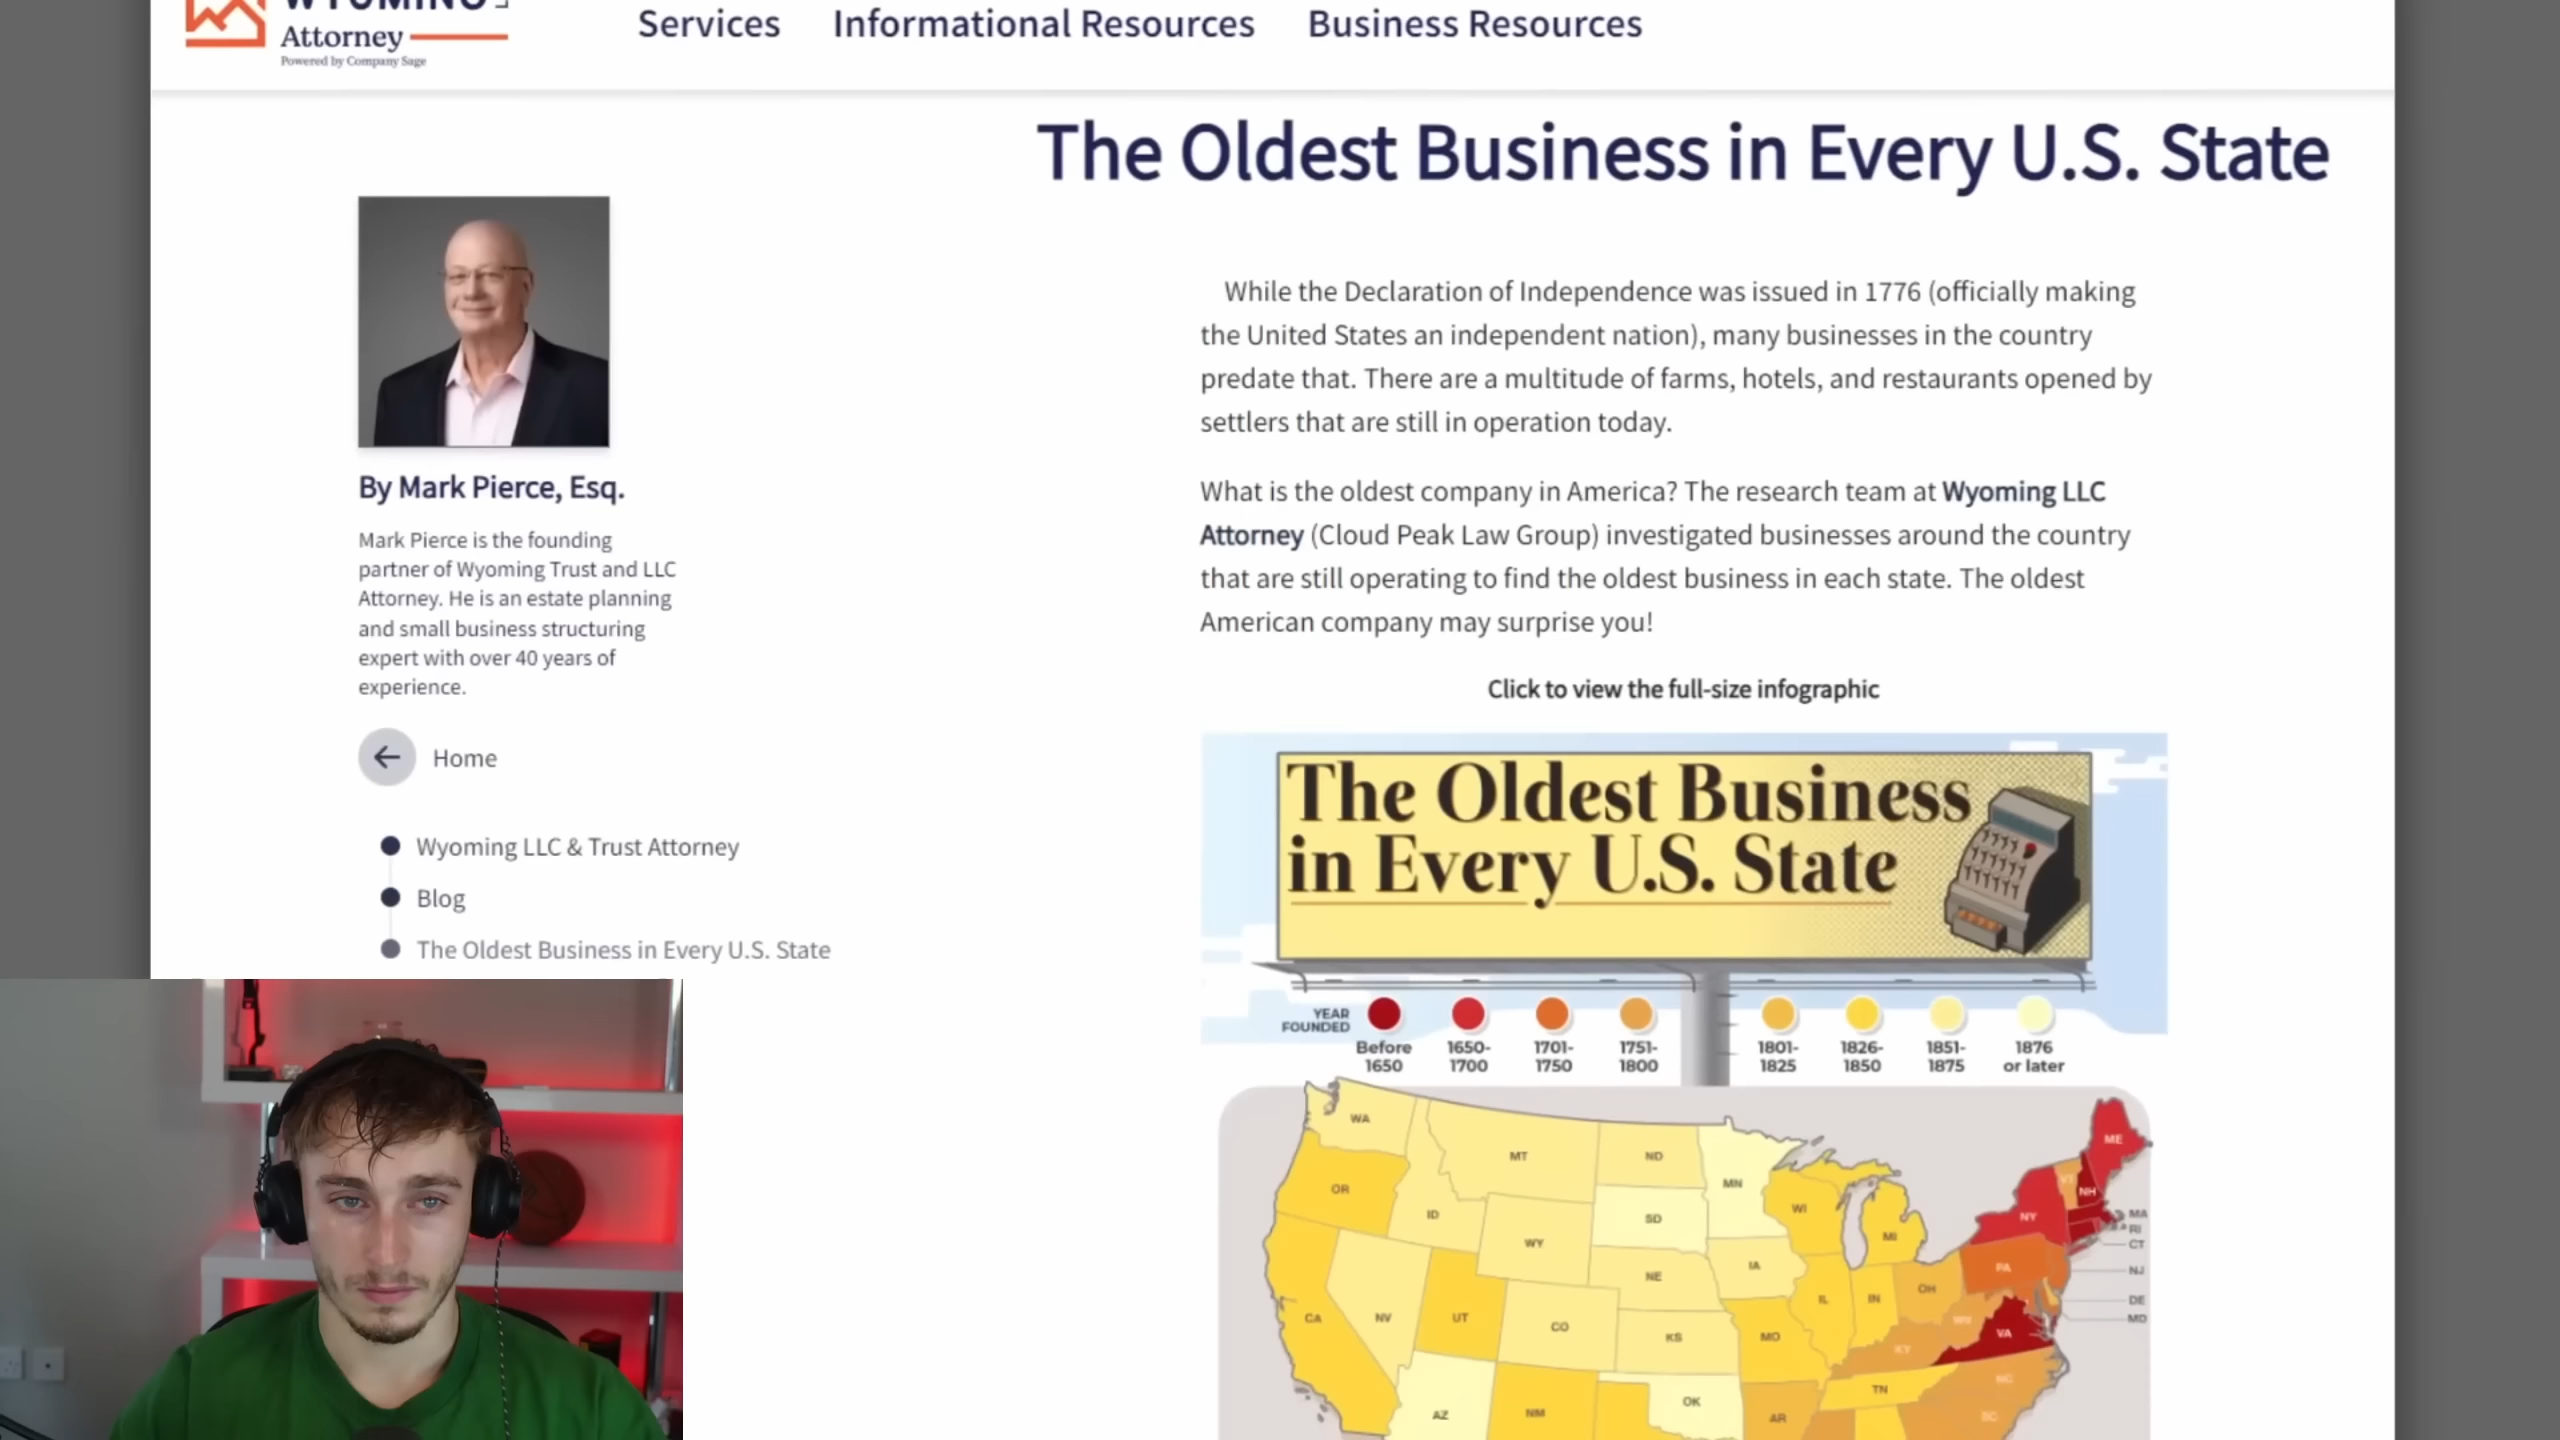 Attorney
Powered by Company Sage
Services
Informational Resources
Business Resources
The Oldest Business in Every U.S. State
By Mark Pierce, Esq.
Mark Pierce is the founding
partner of Wyoming Trust and LLC
Attorney. He is an estate planning
and small business structuring
expert with over 40 years of
experience.
Home
Wyoming LLC & Trust Attorney
Blog
The Oldest Business in Every U.S. State
While the Declaration of Independence was issued in 1776 (officially making
the United States an independent nation), many businesses in the country
predate that. There are a multitude of farms, hotels, and restaurants opened by
settlers that are still in operation today.
What is the oldest company in America? The research team at Wyoming LLC
Attorney (Cloud Peak Law Group) investigated businesses around the country
that are still operating to find the oldest business in each state. The oldest
American company may surprise you!
Click to view the full-size infographic
The Oldest Business
in Every U.S. State
YEAR
FOUNDED
Before
1650
1650-
1700
1701-
1750
1751-
1800
1801-
1825
1826-
1850
1851-
1875
1876
or later
WA
ME
MT
ND
OR
MN
VT
NH
ID
SD
WI
NY
MA
RI
WY
MI
CT
IA
PA
NJ
NE
OH
IL
IN
DE
CA
NV
UT
CO
WV
MD
KS
MO
VA
KY
NC
TN
OK
AZ
NM
AR
SC